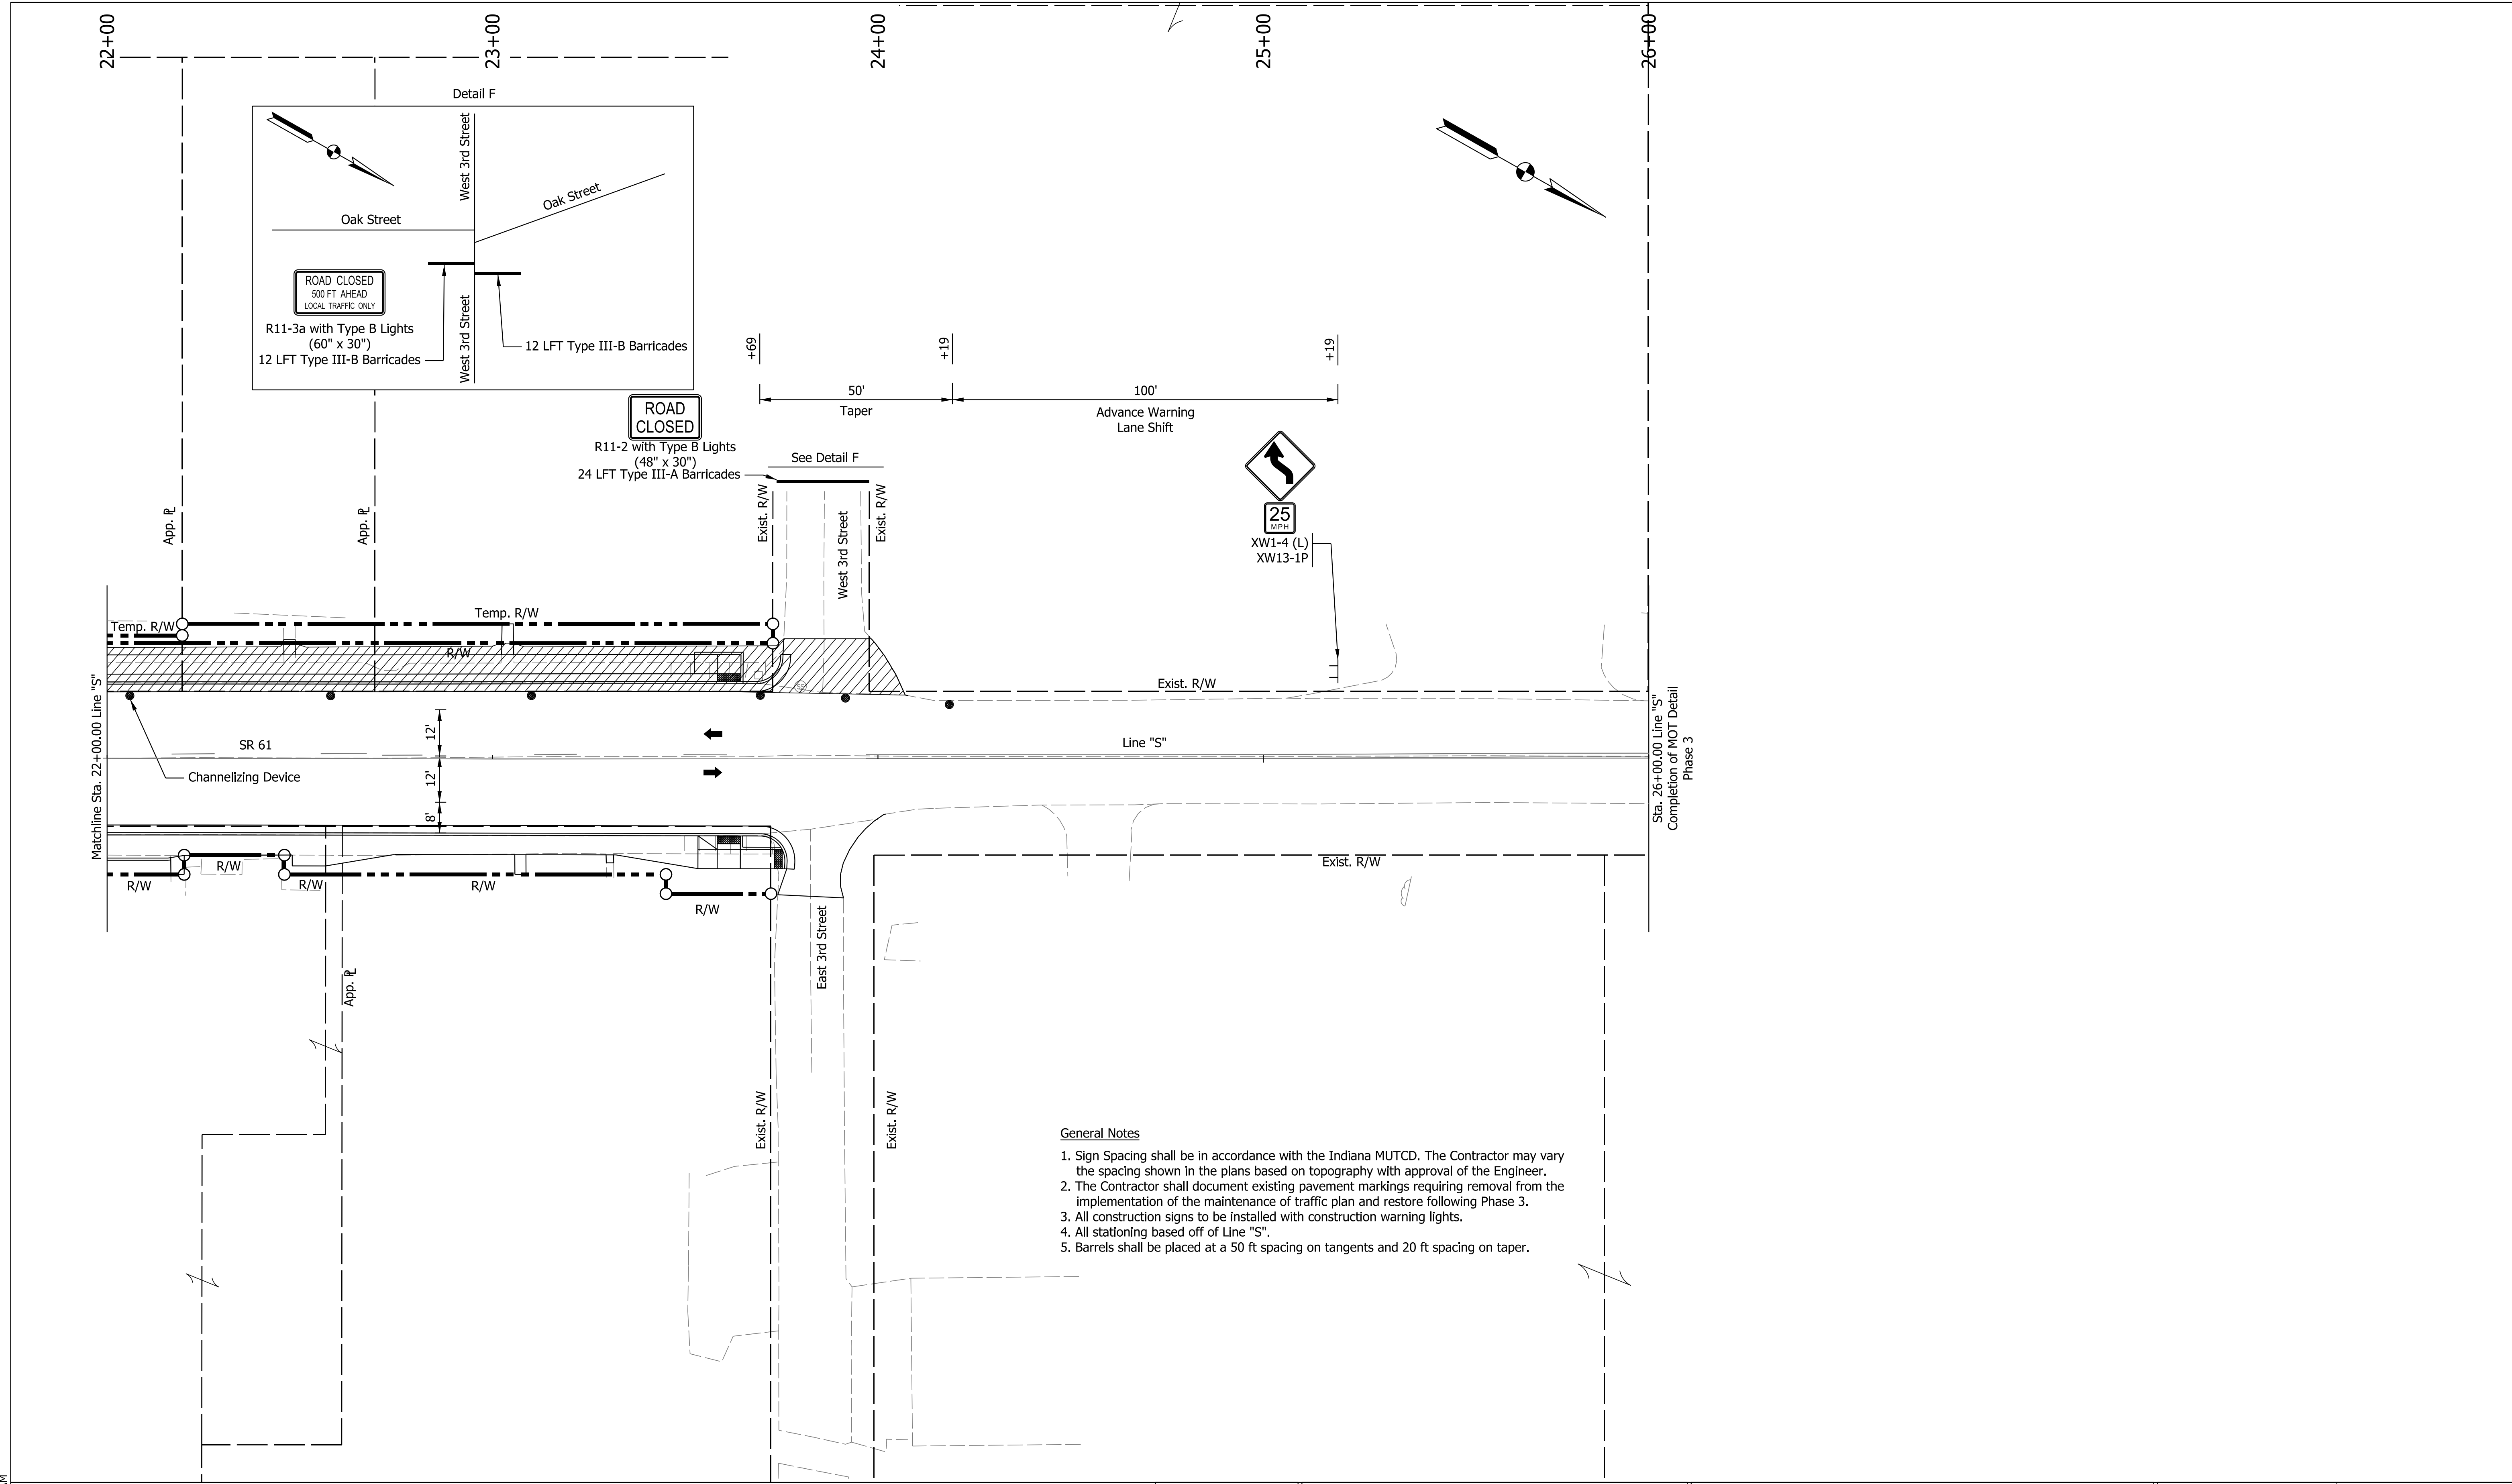 22+00
23+00
24+00
25+00
26+00
Detail F
West 3rd Street
Oak Street
Oak Street
ROAD CLOSED
500 FT AHEAD
LOCAL TRAFFIC ONLY
R11-3a with Type B Lights
(60" x 30")
12 LFT Type III-B Barricades
West 3rd Street
12 LFT Type III-B Barricades
+69
+19
+19
50'
Taper
100'
Advance Warning
Lane Shift
ROAD
CLOSED
R11-2 with Type B Lights
(48" x 30")
24 LFT Type III-A Barricades
See Detail F
25
MPH
XW1-4 (L)
XW13-1P
App. PL
App. PL
Exist. R/W
West 3rd Street
Exist. R/W
Temp. R/W
Temp. R/W
R/W
Exist. R/W
Matchline Sta. 22+00.00 Line "S"
12'
SR 61
Line "S"
Channelizing Device
12'
8'
Sta. 26+00.00 Line "S"
Completion of MOT Detail
Phase 3
R/W
R/W
R/W
R/W
R/W
Exist. R/W
East 3rd Street
App. PL
Exist. R/W
Exist. R/W
General Notes
1. Sign Spacing shall be in accordance with the Indiana MUTCD. The Contractor may vary
the spacing shown in the plans based on topography with approval of the Engineer.
2. The Contractor shall document existing pavement markings requiring removal from the
implementation of the maintenance of traffic plan and restore following Phase 3.
3. All construction signs to be installed with construction warning lights.
4. All stationing based off of Line "S".
5. Barrels shall be placed at a 50 ft spacing on tangents and 20 ft spacing on taper.